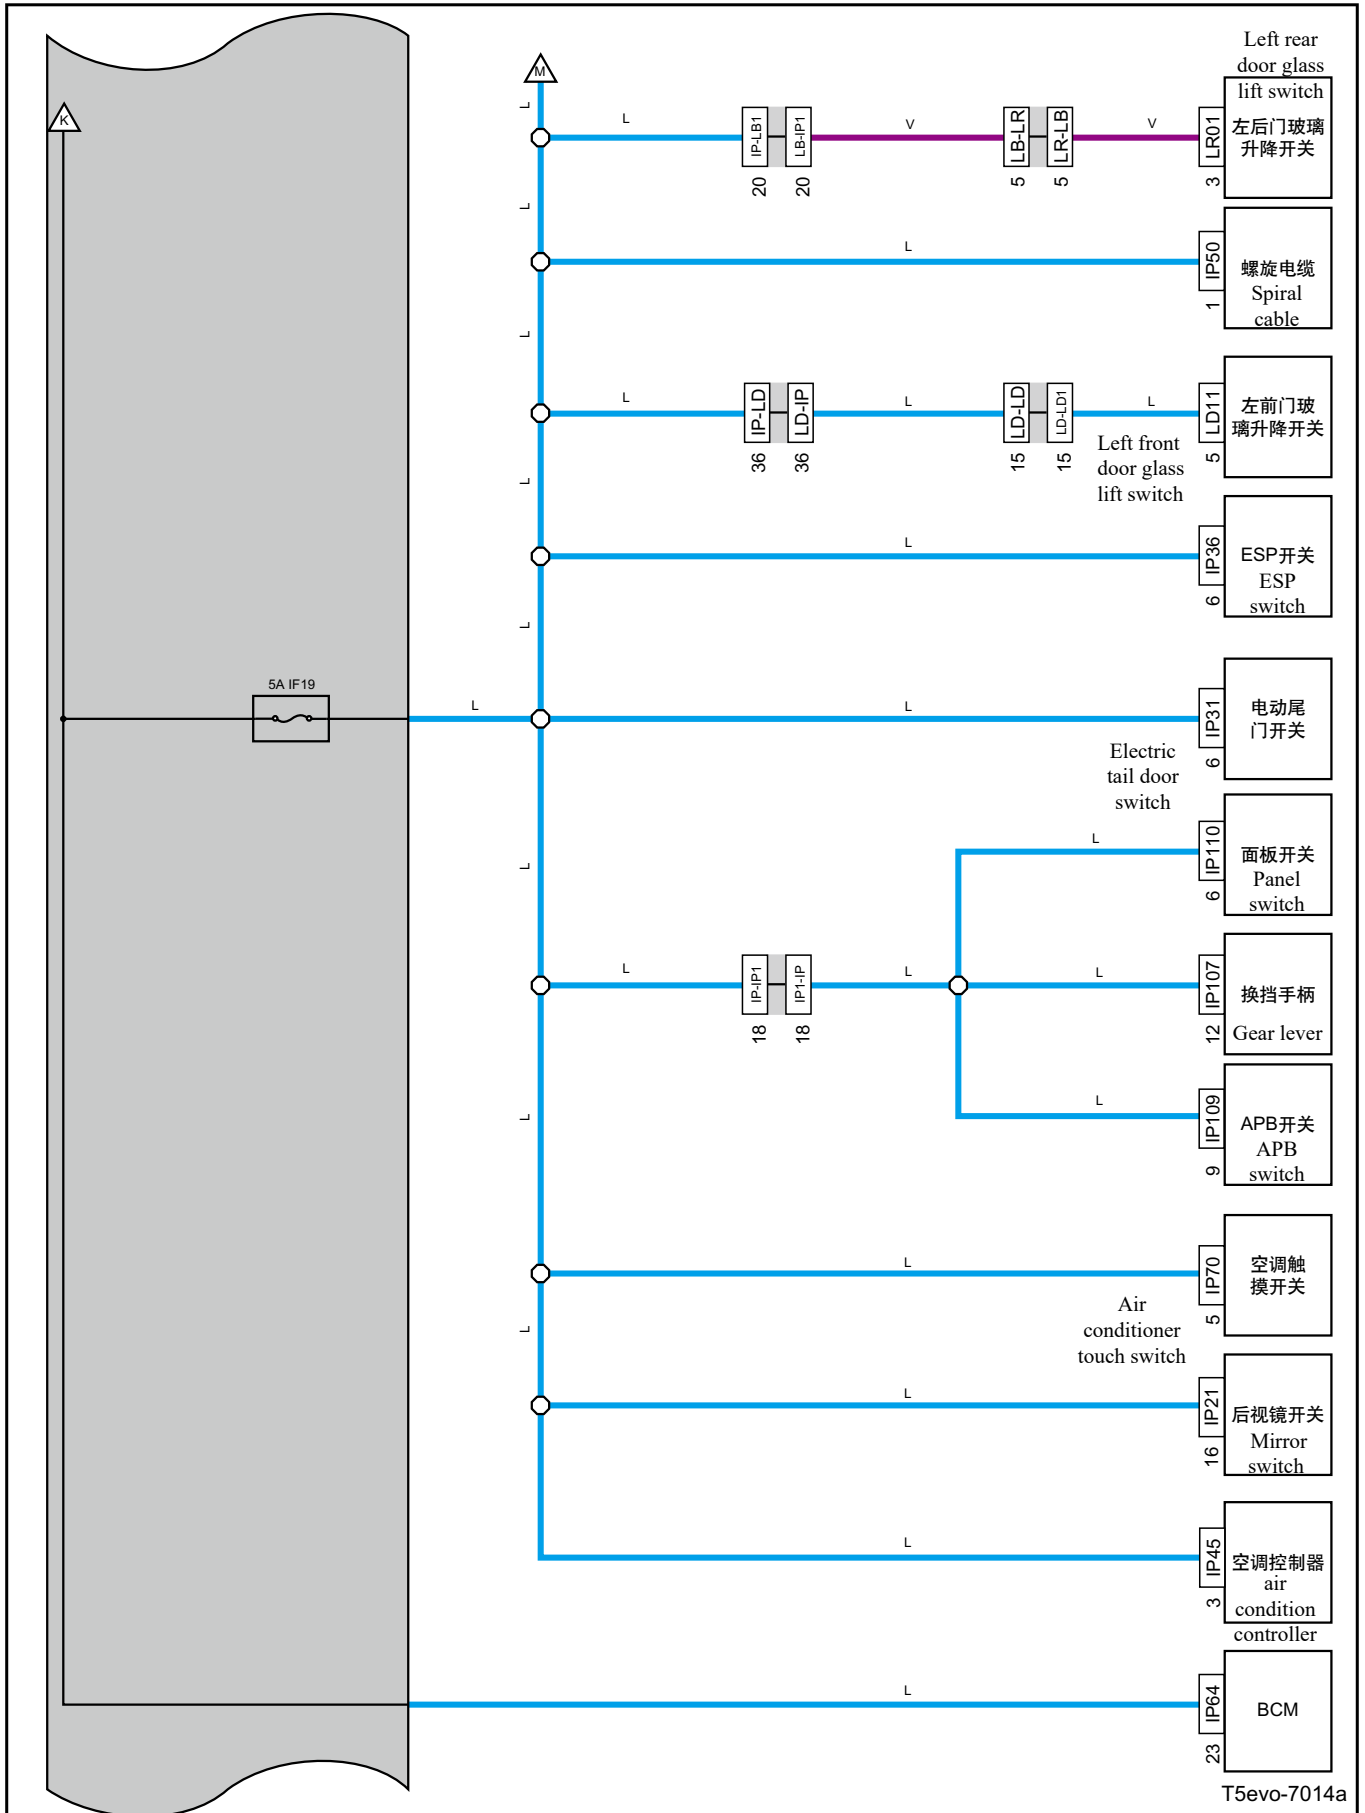 K
5A IF19
L
M
L
L
IP-LB1
20
LB-IP1
20
V
LB-LR
5
LR-LB
5
V
LR01
3
Left rear
door glass
lift switch
左后门玻璃
升降开关
L
L
IP50
1
螺旋电缆
Spiral
cable
L
L
IP-LD
36
LD-IP
36
L
LD-LD
15
LD-LD1
15
L
LD11
5
左前门玻
璃升降开关
Left front
door glass
lift switch
L
L
IP36
6
ESP开关
ESP
switch
L
L
IP31
6
电动尾
门开关
Electric
tail door
switch
L
L
IP110
6
面板开关
Panel
switch
L
IP-IP1
18
IP1-IP
18
L
L
IP107
12
换挡手柄
Gear lever
L
L
IP109
9
APB开关
APB
switch
L
IP70
5
空调触
摸开关
Air
conditioner
touch switch
L
L
IP21
16
后视镜开关
Mirror
switch
L
IP45
3
空调控制器
air
condition
controller
L
IP64
23
BCM
T5evo-7014a